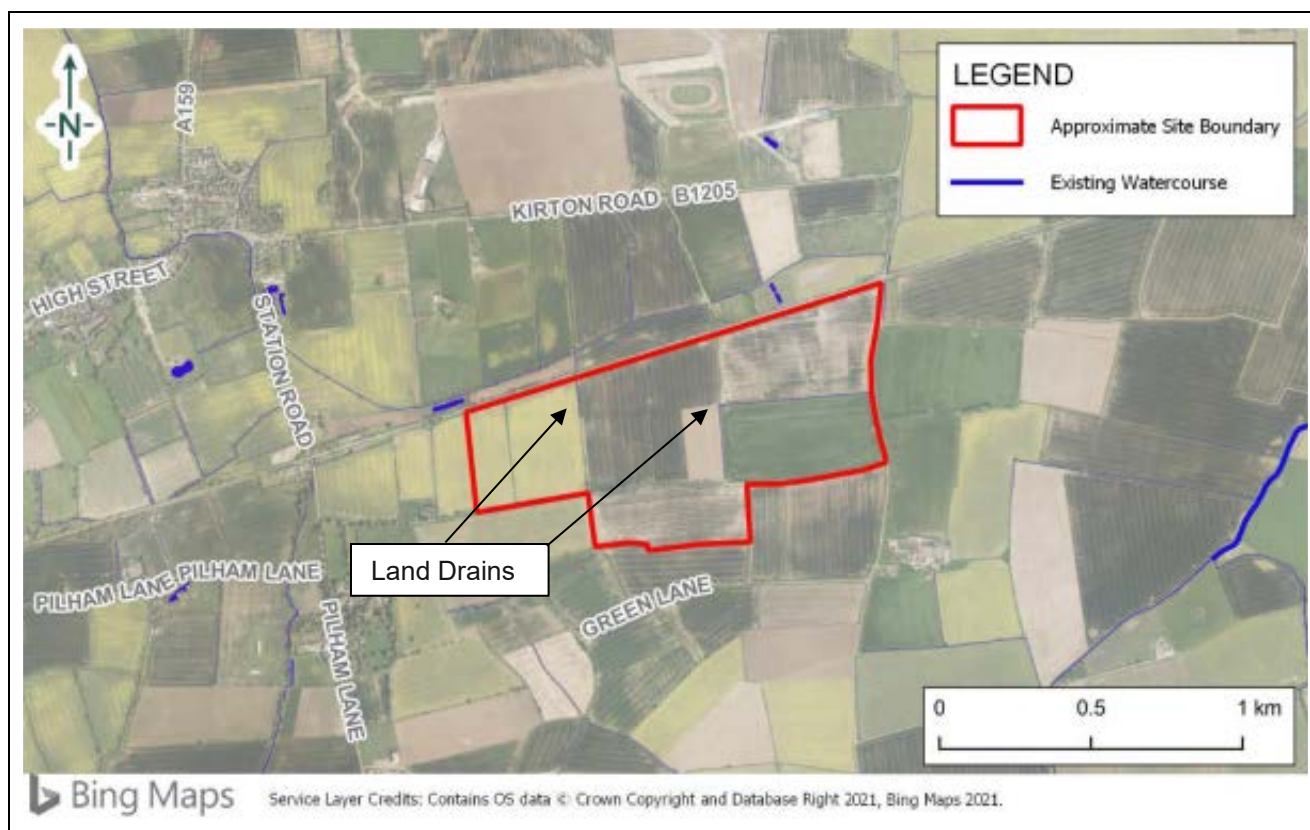 N
A159
LEGEND
Approximate Site Boundary
Existing Watercourse
KIRTON ROAD B1205
HIGH STREET
STATION ROAD
Land Drains
PILHAM LANE
PILHAM LANE
PILHAM LANE
GREEN LANE
0 0.5 1 km
Bing Maps
Service Layer Credits: Contains OS data © Crown Copyright and Database Right 2021, Bing Maps 2021.